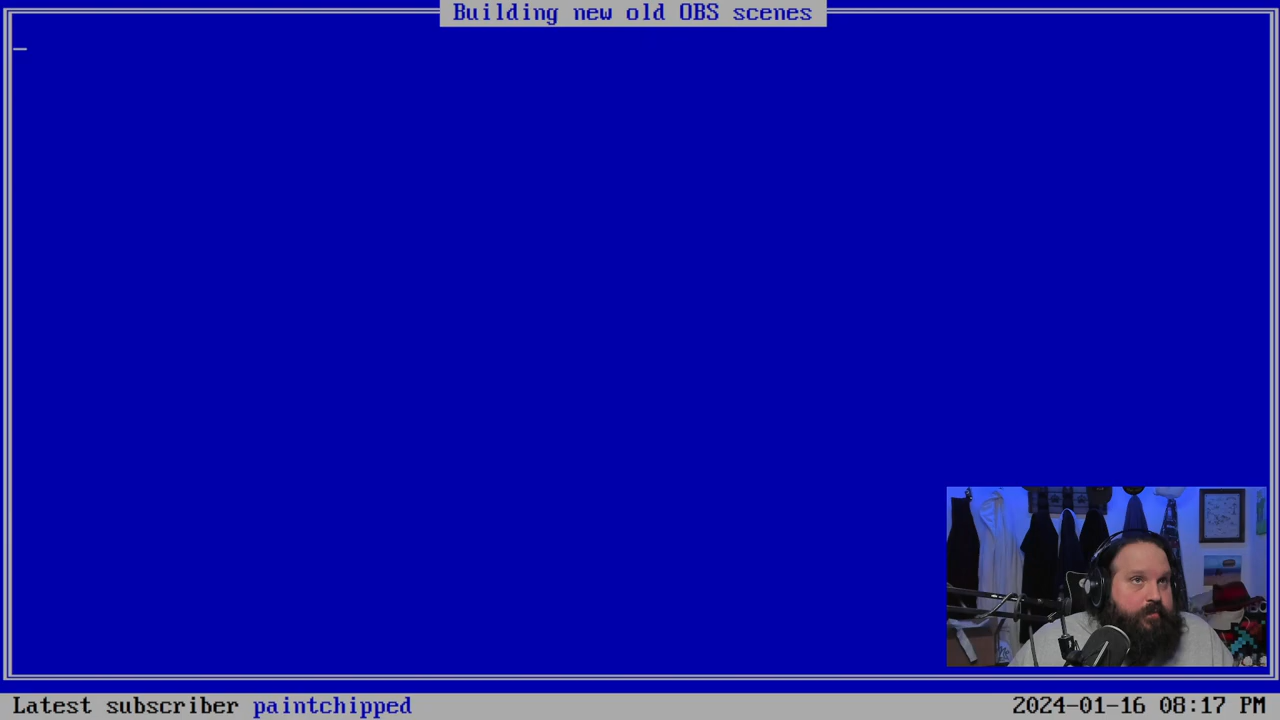 Building new old OBS scenes
_
Latest subscriber paintchipped
2024-01-16 08:17 PM